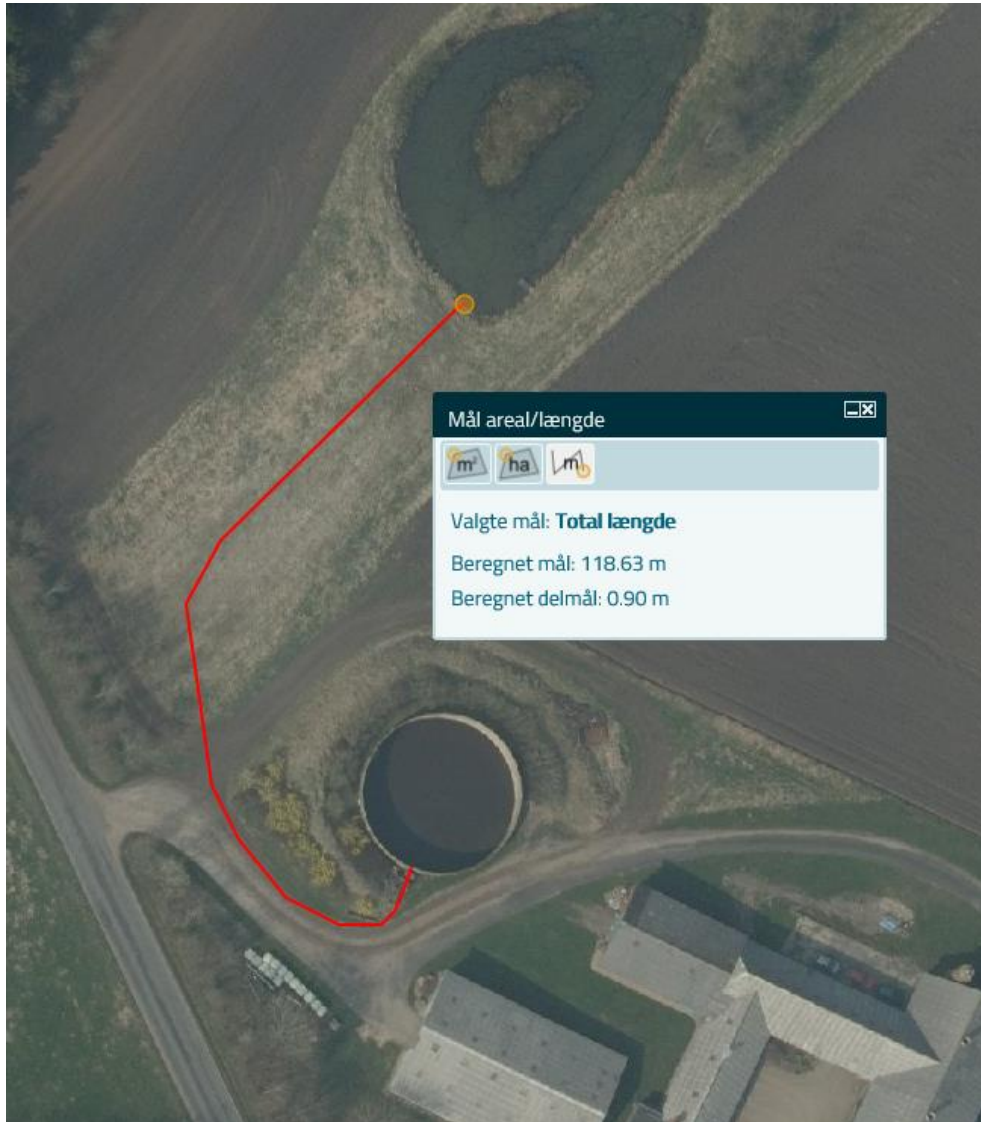 Mål areal/længde
m² ha m
Valgte mål: Total længde
Beregnet mål: 118.63 m
Beregnet delmål: 0.90 m